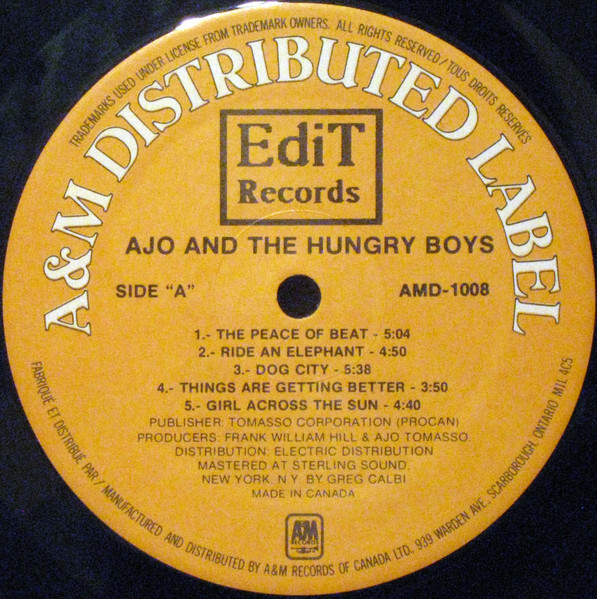 TRADEMARKS USED UNDER LICENSE FROM TRADEMARK OWNERS. ALL RIGHTS RESERVED / TOUS DROITS RESERVÉS
A&M DISTRIBUTED LABEL
EdiT
Records
AJO AND THE HUNGRY BOYS
SIDE "A"
AMD-1008
1.- THE PEACE OF BEAT - 5:04
2.- RIDE AN ELEPHANT - 4:50
3.- DOG CITY - 5:38
4.- THINGS ARE GETTING BETTER - 3:50
5.- GIRL ACROSS THE SUN - 4:40
PUBLISHER: TOMASSO CORPORATION (PROCAN)
PRODUCERS: FRANK WILLIAM HILL & AJO TOMASSO.
DISTRIBUTION: ELECTRIC DISTRIBUTION
MASTERED AT STERLING SOUND.
NEW YORK. N.Y. BY GREG CALBI
MADE IN CANADA
A&M
RECORDS
FABRIQUÉ ET DISTRIBUÉ PAR / MANUFACTURED AND DISTRIBUTED BY A&M RECORDS OF CANADA LTD., 939 WARDEN AVE., SCARBOROUGH, ONTARIO M1L 4C5